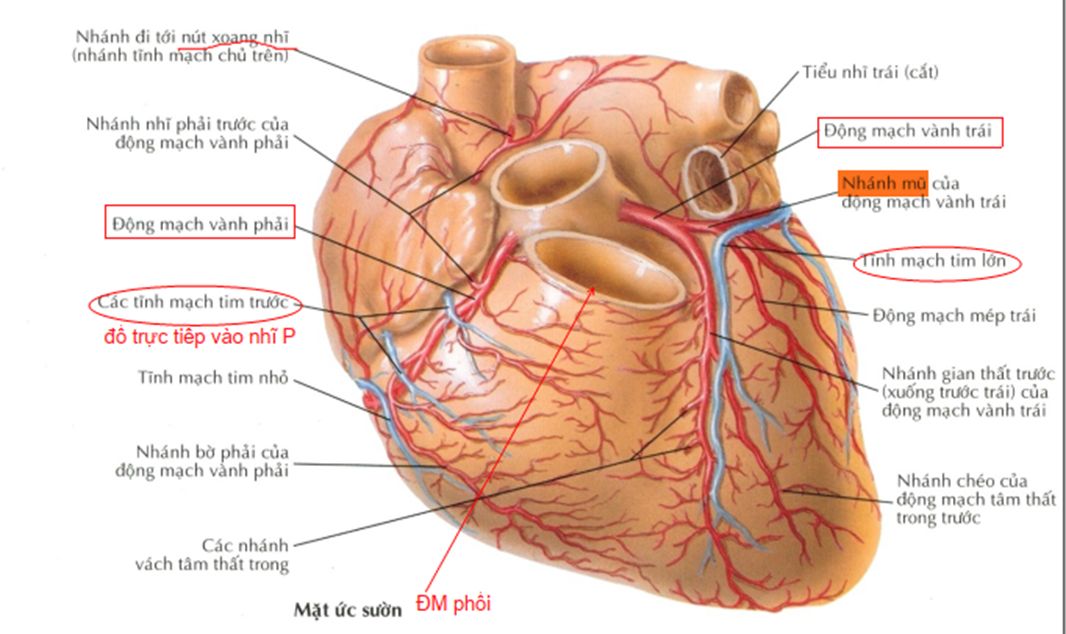 Nhánh đi tới nút xoang nhĩ
(nhánh tĩnh mạch chủ trên)
Nhánh nhĩ phải trước của
động mạch vành phải
Động mạch vành phải
Các tĩnh mạch tim trước
đổ trực tiếp vào nhĩ P
Tĩnh mạch tim nhỏ
Nhánh bờ phải của
động mạch vành phải
Các nhánh
vách tâm thất trong
Mặt ức sườn
ĐM phổi
Tiểu nhĩ trái (cắt)
Động mạch vành trái
Nhánh mũ của
động mạch vành trái
Tĩnh mạch tim lớn
Động mạch mép trái
Nhánh gian thất trước
(xuống trước trái) của
động mạch vành trái
Nhánh chéo của
động mạch tâm thất
trong trước